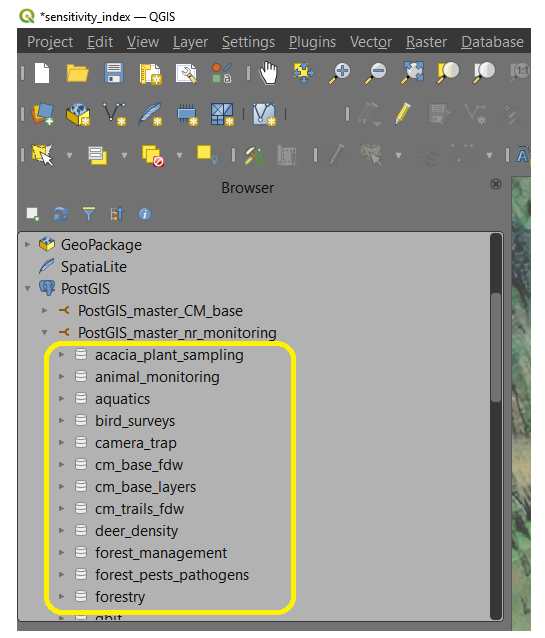 *sensitivity_index — QGIS
Project Edit View Layer Settings Plugins Vector Raster Database
Browser
GeoPackage
SpatiaLite
PostGIS
PostGIS_master_CM_base
PostGIS_master_nr_monitoring
acacia_plant_sampling
animal_monitoring
aquatics
bird_surveys
camera_trap
cm_base_fdw
cm_base_layers
cm_trails_fdw
deer_density
forest_management
forest_pests_pathogens
forestry